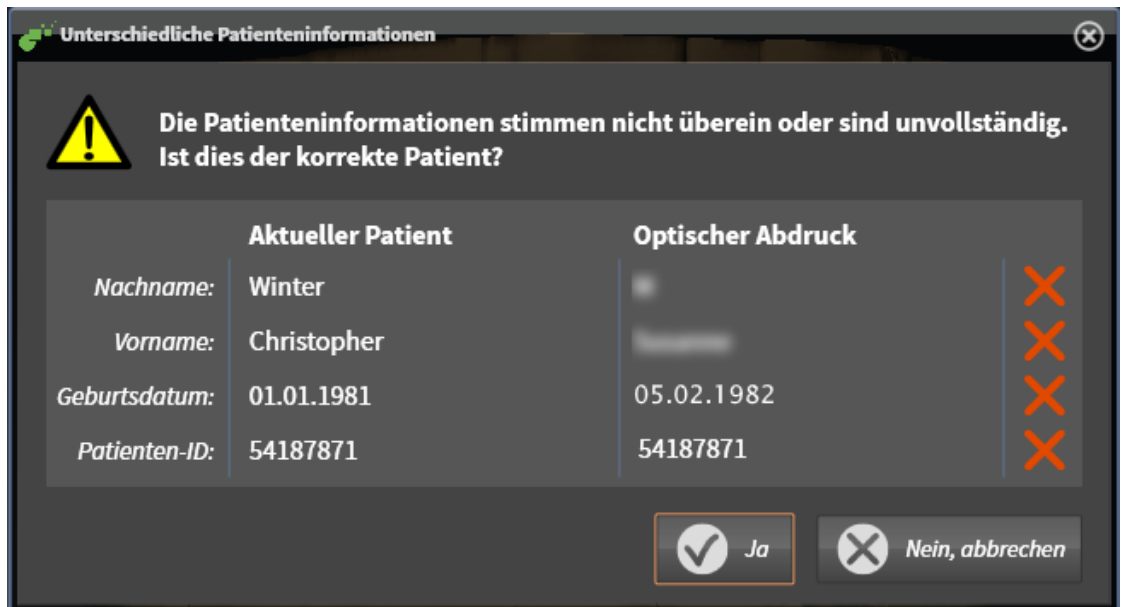 Unterschiedliche Patienteninformationen
Die Patienteninformationen stimmen nicht überein oder sind unvollständig.
Ist dies der korrekte Patient?
Aktueller Patient Optischer Abdruck
Nachname: Winter
Vorname: Christopher
Geburtsdatum: 01.01.1981 05.02.1982
Patienten-ID: 54187871 54187871
Ja Nein, abbrechen